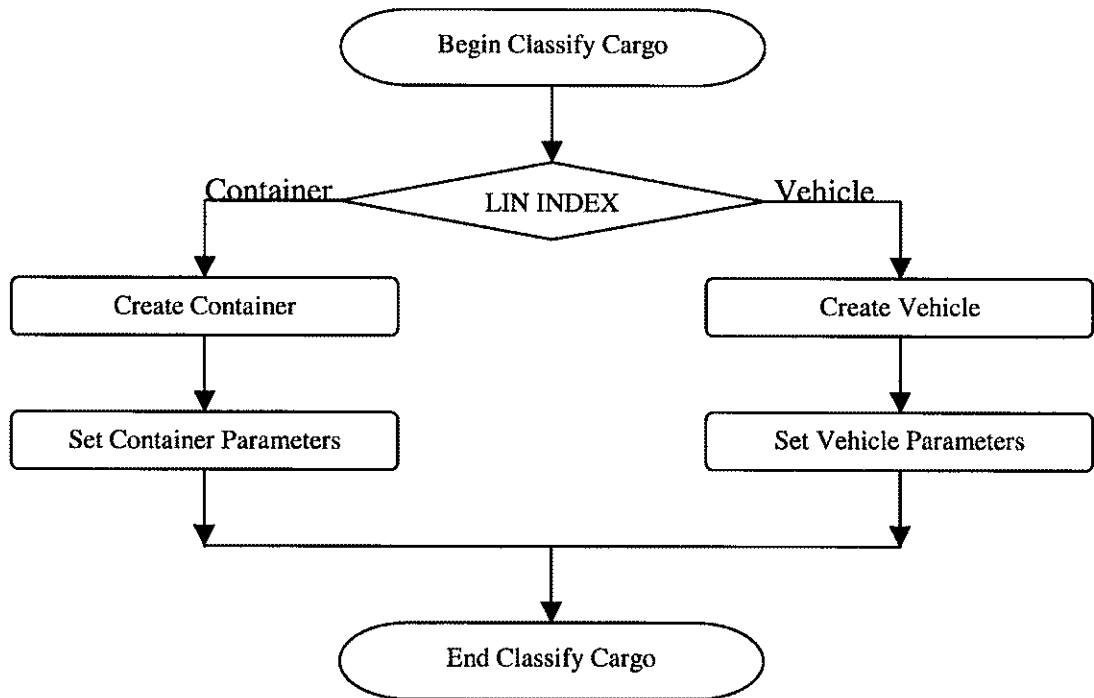 Begin Classify Cargo
Container
LIN INDEX
Vehicle
Create Container
Create Vehicle
Set Container Parameters
Set Vehicle Parameters
End Classify Cargo